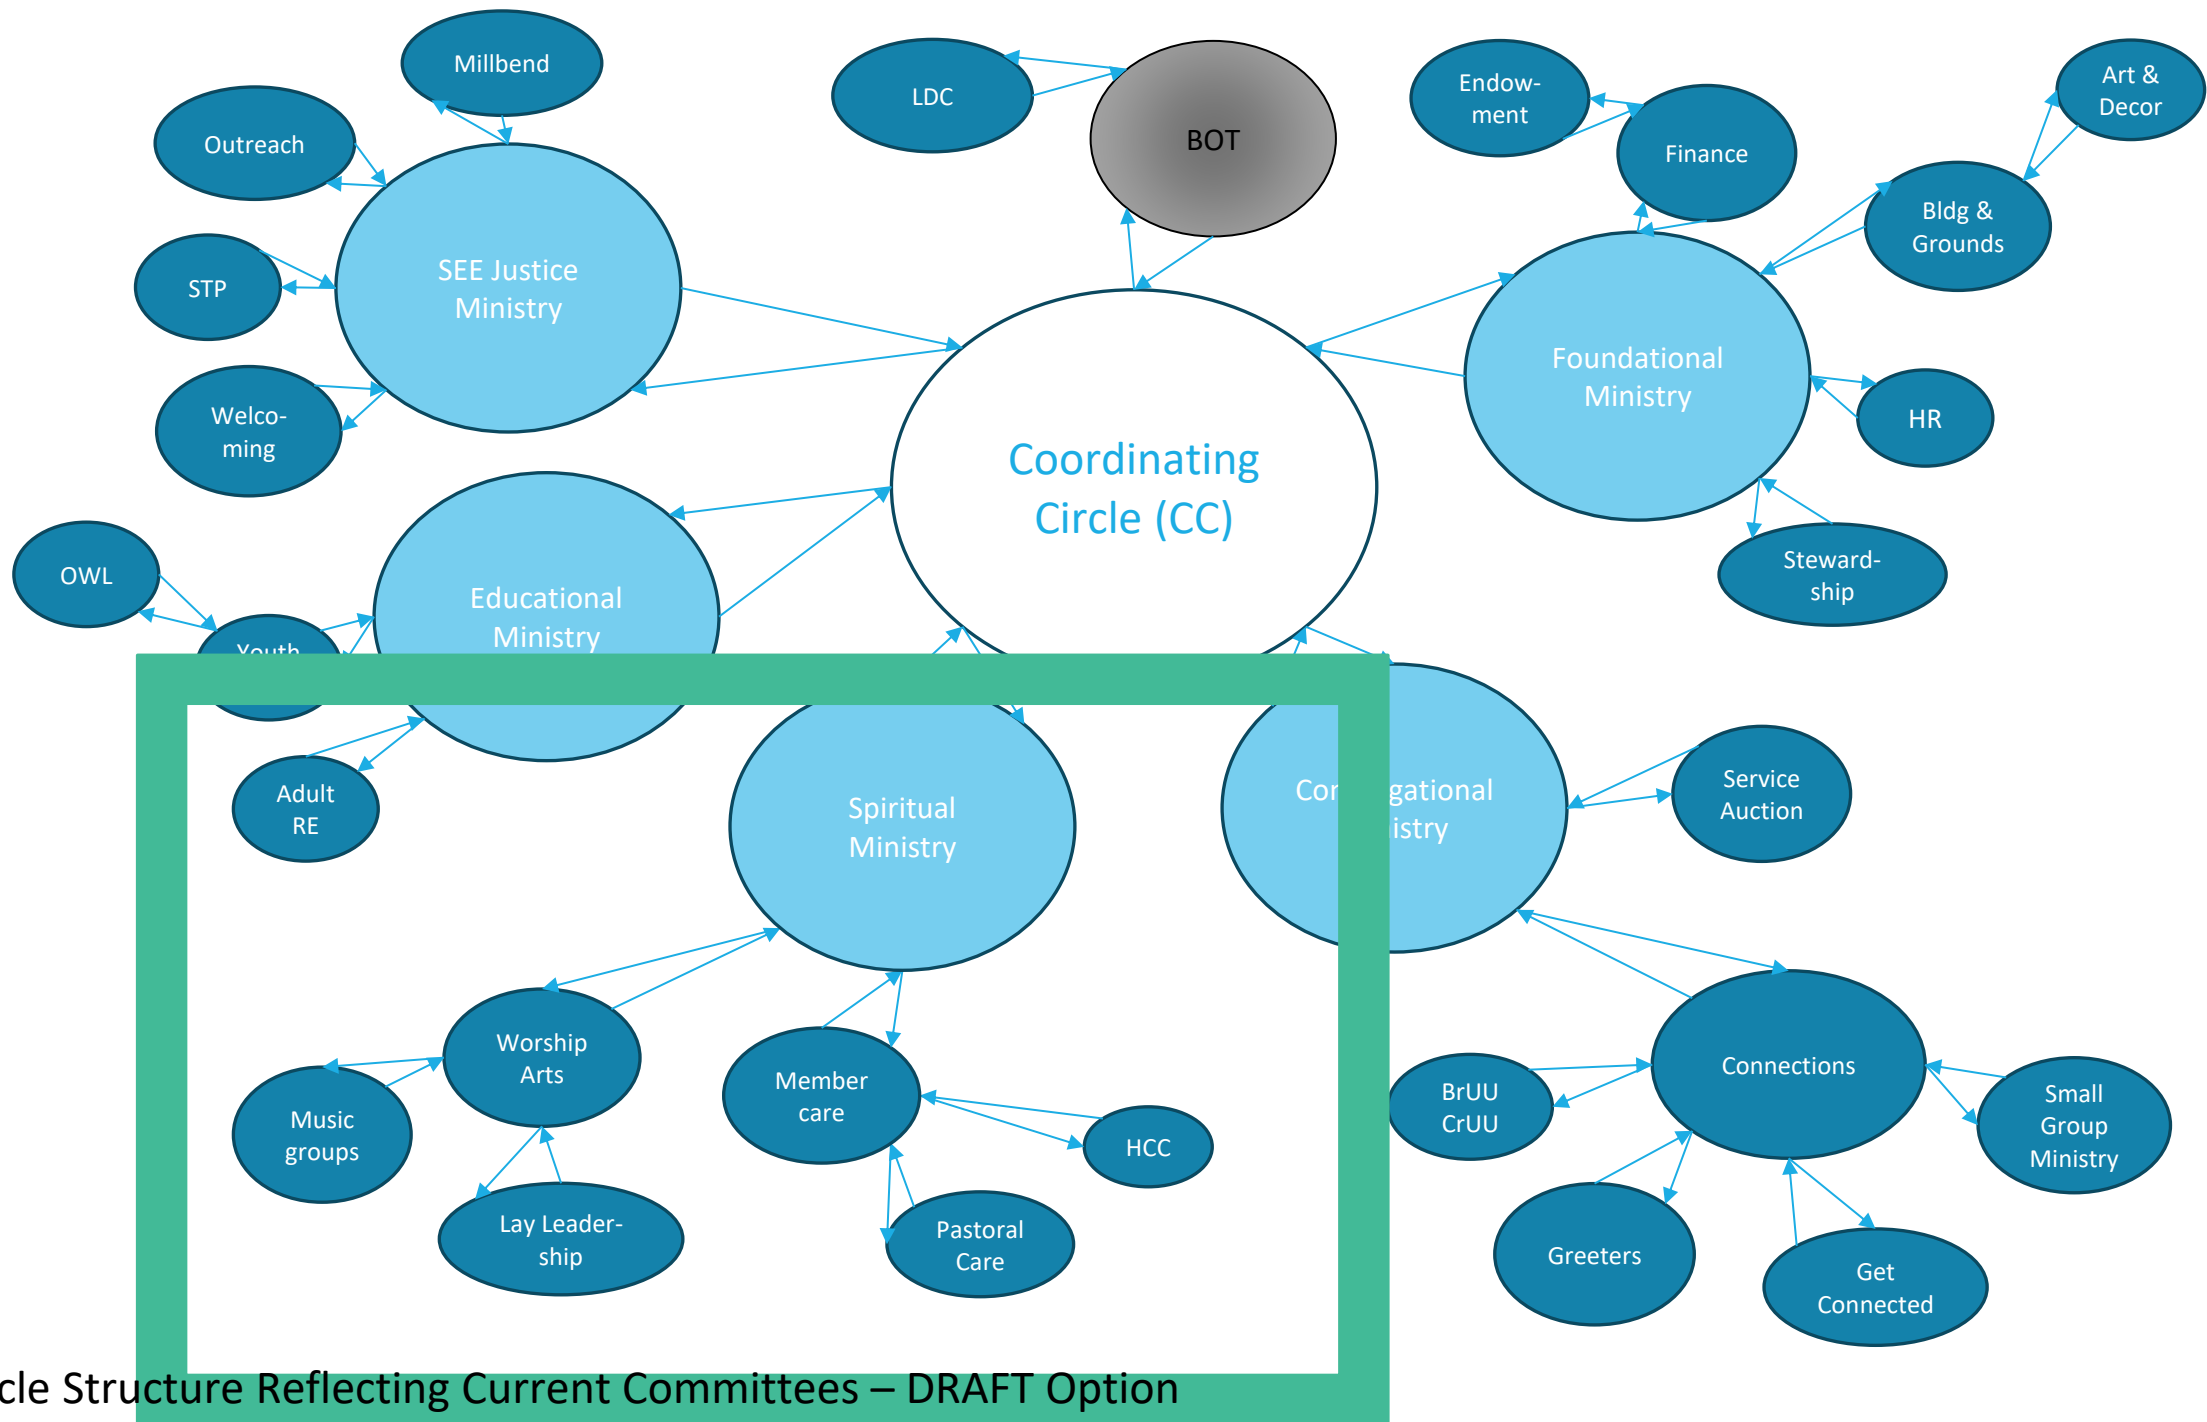 Millbend
LDC
BOT
Endow-
ment
Finance
Art &
Decor
Outreach
Bldg &
Grounds
STP
SEE Justice
Ministry
Foundational
Ministry
Welco-
ming
HR
Coordinating
Circle (CC)
OWL
Educational
Ministry
Youth
Steward-
ship
Adult
RE
Spiritual
Ministry
Service
Auction
Worship
Arts
Member
care
Music
groups
HCC
Lay Leader-
ship
Pastoral
Care
BrUU
CrUU
Connections
Small
Group
Ministry
Greeters
Get
Connected
Structure Reflecting Current Committees – DRAFT Option